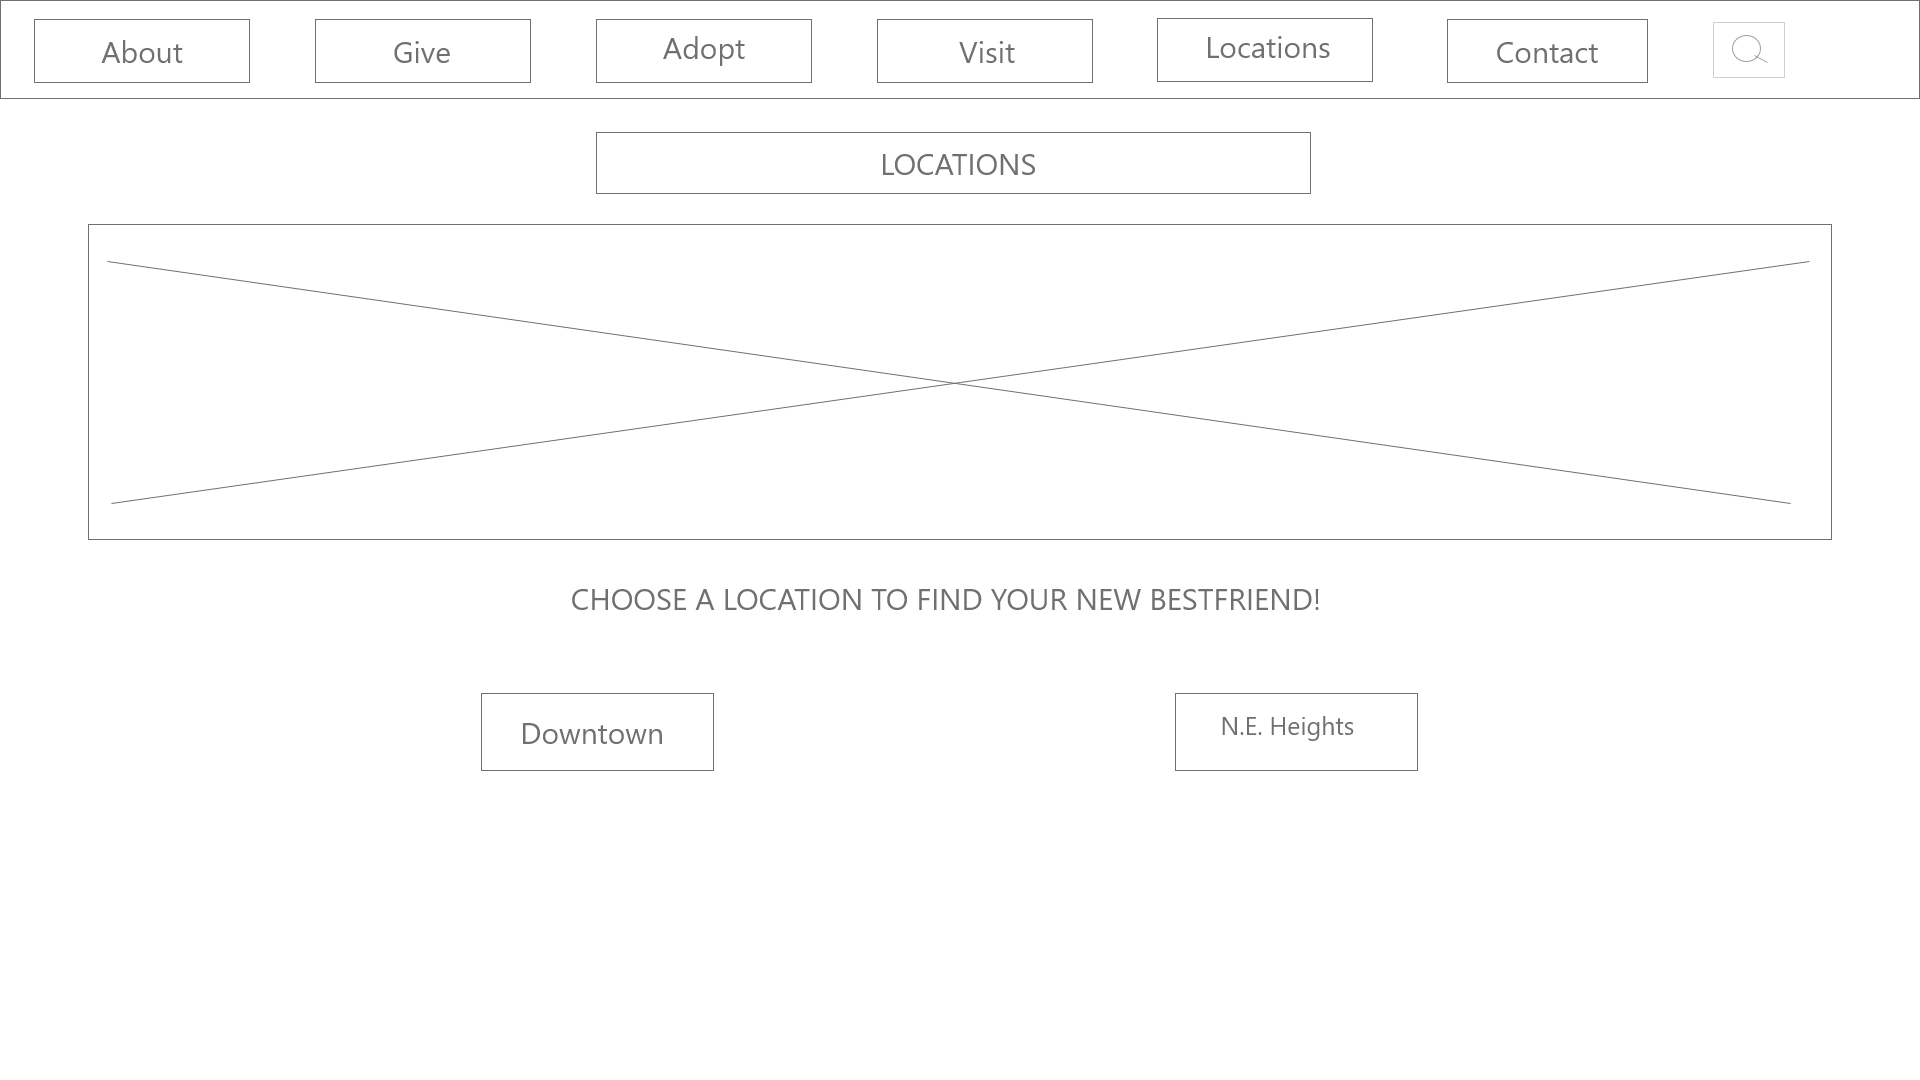 About
Give
Adopt
Visit
Locations
Contact
LOCATIONS
CHOOSE A LOCATION TO FIND YOUR NEW BESTFRIEND!
Downtown
N.E. Heights